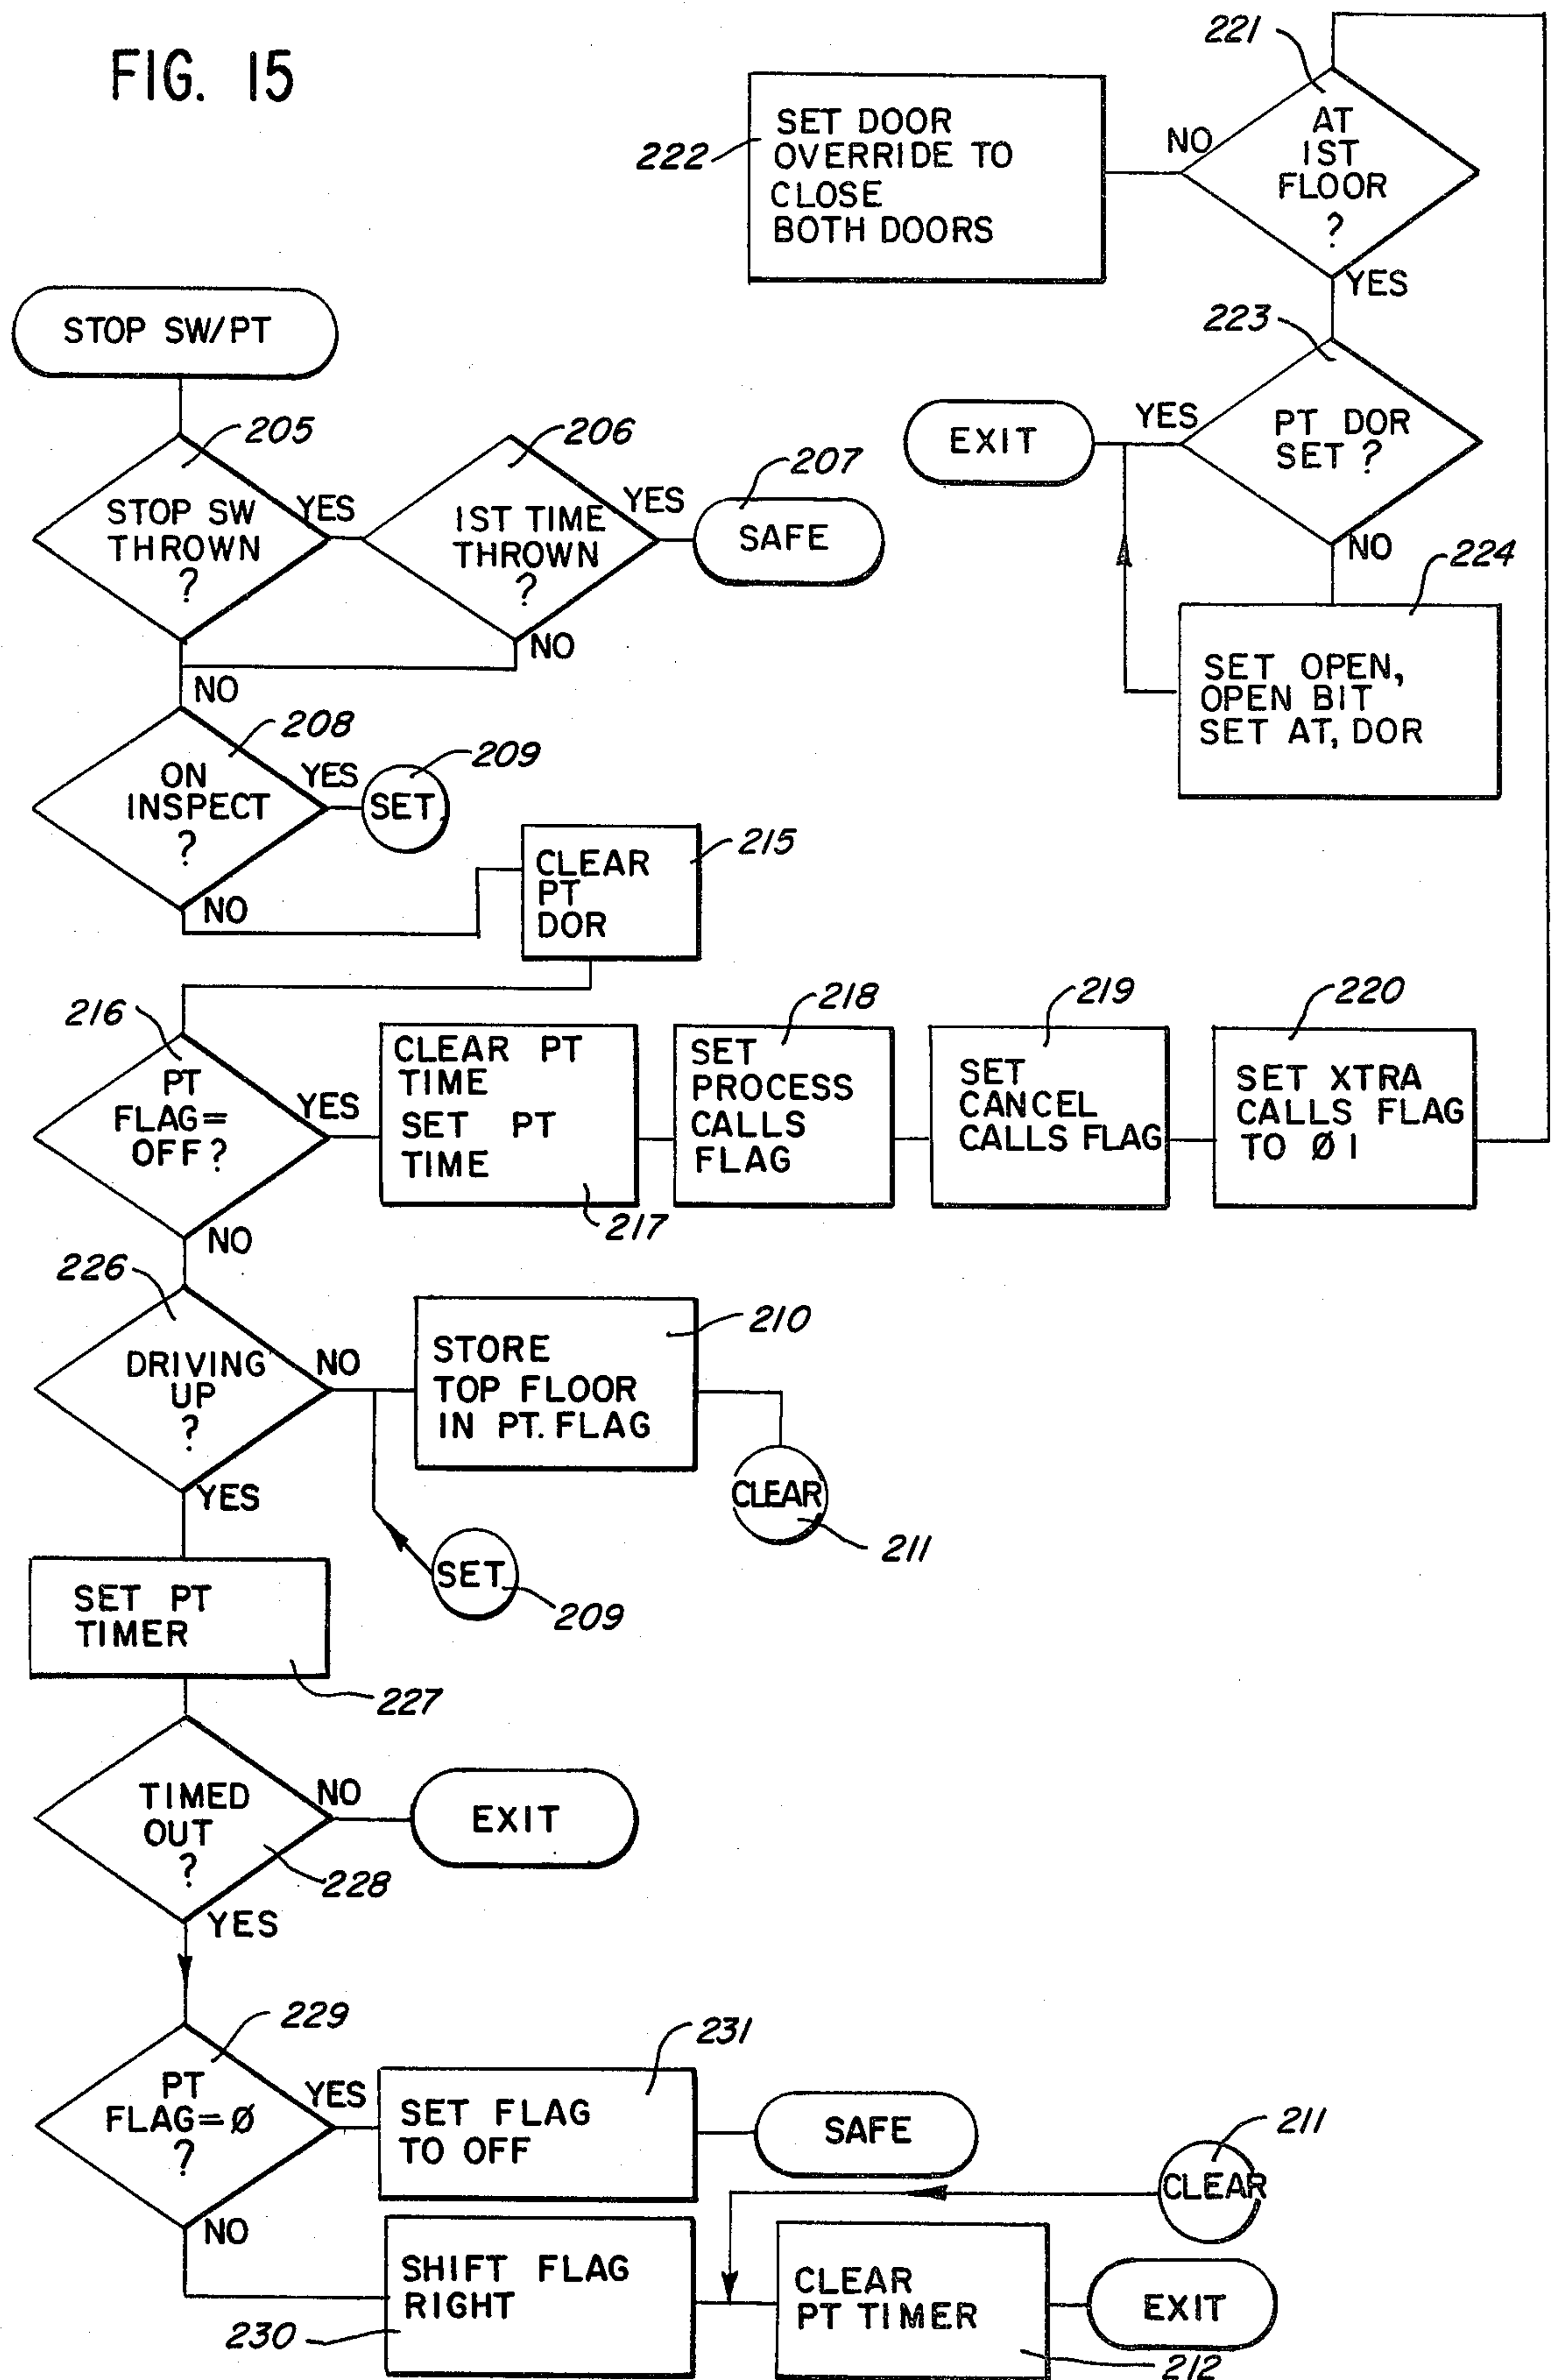 FIG. 15
221
AT
1ST
FLOOR
?
NO
YES
SET DOOR
OVERRIDE TO
CLOSE
BOTH DOORS
222
223
PT DOR
SET ?
YES
NO
EXIT
224
SET OPEN,
OPEN BIT
SET AT, DOR
STOP SW/PT
205
STOP SW
THROWN
?
YES
206
1ST TIME
THROWN
?
YES
207
SAFE
NO
NO
208
ON
INSPECT
?
YES
209
SET
NO
215
CLEAR
PT
DOR
216
PT
FLAG=
OFF?
YES
CLEAR PT
TIME
SET PT
TIME
217
218
SET
PROCESS
CALLS
FLAG
219
SET
CANCEL
CALLS FLAG
220
SET XTRA
CALLS FLAG
TO Ø 1
NO
226
DRIVING
UP
?
NO
210
STORE
TOP FLOOR
IN PT. FLAG
CLEAR
211
YES
SET
209
SET PT
TIMER
227
TIMED
OUT
?
NO
EXIT
228
YES
229
PT
FLAG=Ø
?
YES
231
SET FLAG
TO OFF
SAFE
211
CLEAR
NO
SHIFT FLAG
RIGHT
230
CLEAR
PT TIMER
212
EXIT